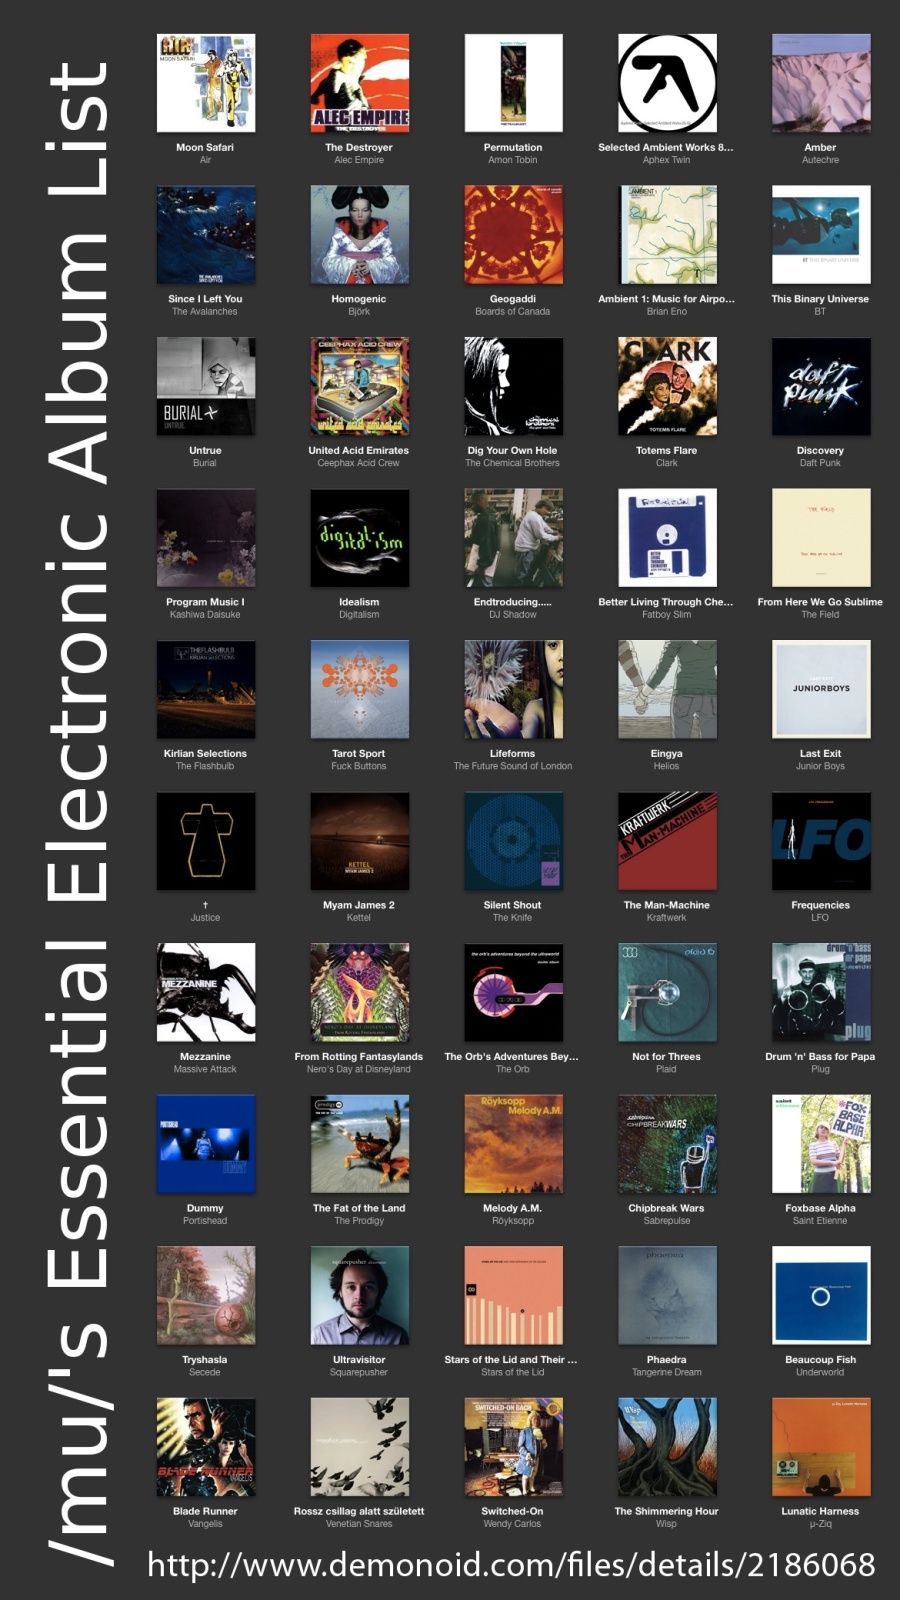 /mu/'s Essential Electronic Album List
Moon Safari
Air
The Destroyer
Alec Empire
Permutation
Amon Tobin
Selected Ambient Works 8...
Aphex Twin
Amber
Autechre
Since I Left You
The Avalanches
Homogenic
Björk
Geogaddi
Boards of Canada
Ambient 1: Music for Airpo...
Brian Eno
This Binary Universe
BT
Untrue
Burial
United Acid Emirates
Ceephax Acid Crew
Dig Your Own Hole
The Chemical Brothers
Totems Flare
Clark
Discovery
Daft Punk
Program Music I
Kashiwa Daisuke
Idealism
Digitalism
Endtroducing.....
DJ Shadow
Better Living Through Che...
Fatboy Slim
From Here We Go Sublime
The Field
Kirlian Selections
The Flashbulb
Tarot Sport
Fuck Buttons
Lifeforms
The Future Sound of London
Eingya
Helios
Last Exit
Junior Boys
†
Justice
Myam James 2
Kettel
Silent Shout
The Knife
The Man-Machine
Kraftwerk
Frequencies
LFO
Mezzanine
Massive Attack
From Rotting Fantasylands
Nero's Day at Disneyland
The Orb's Adventures Bey...
The Orb
Not for Threes
Plaid
Drum 'n' Bass for Papa
Plug
Dummy
Portishead
The Fat of the Land
The Prodigy
Melody A.M.
Röyksopp
Chipbreak Wars
Sabrepulse
Foxbase Alpha
Saint Etienne
Tryshasla
Secede
Ultravisitor
Squarepusher
Stars of the Lid and Their ...
Stars of the Lid
Phaedra
Tangerine Dream
Beaucoup Fish
Underworld
Blade Runner
Vangelis
Rossz csillag alatt született
Venetian Snares
Switched-On
Wendy Carlos
The Shimmering Hour
Wisp
Lunatic Harness
µ-Ziq
http://www.demonoid.com/files/details/2186068